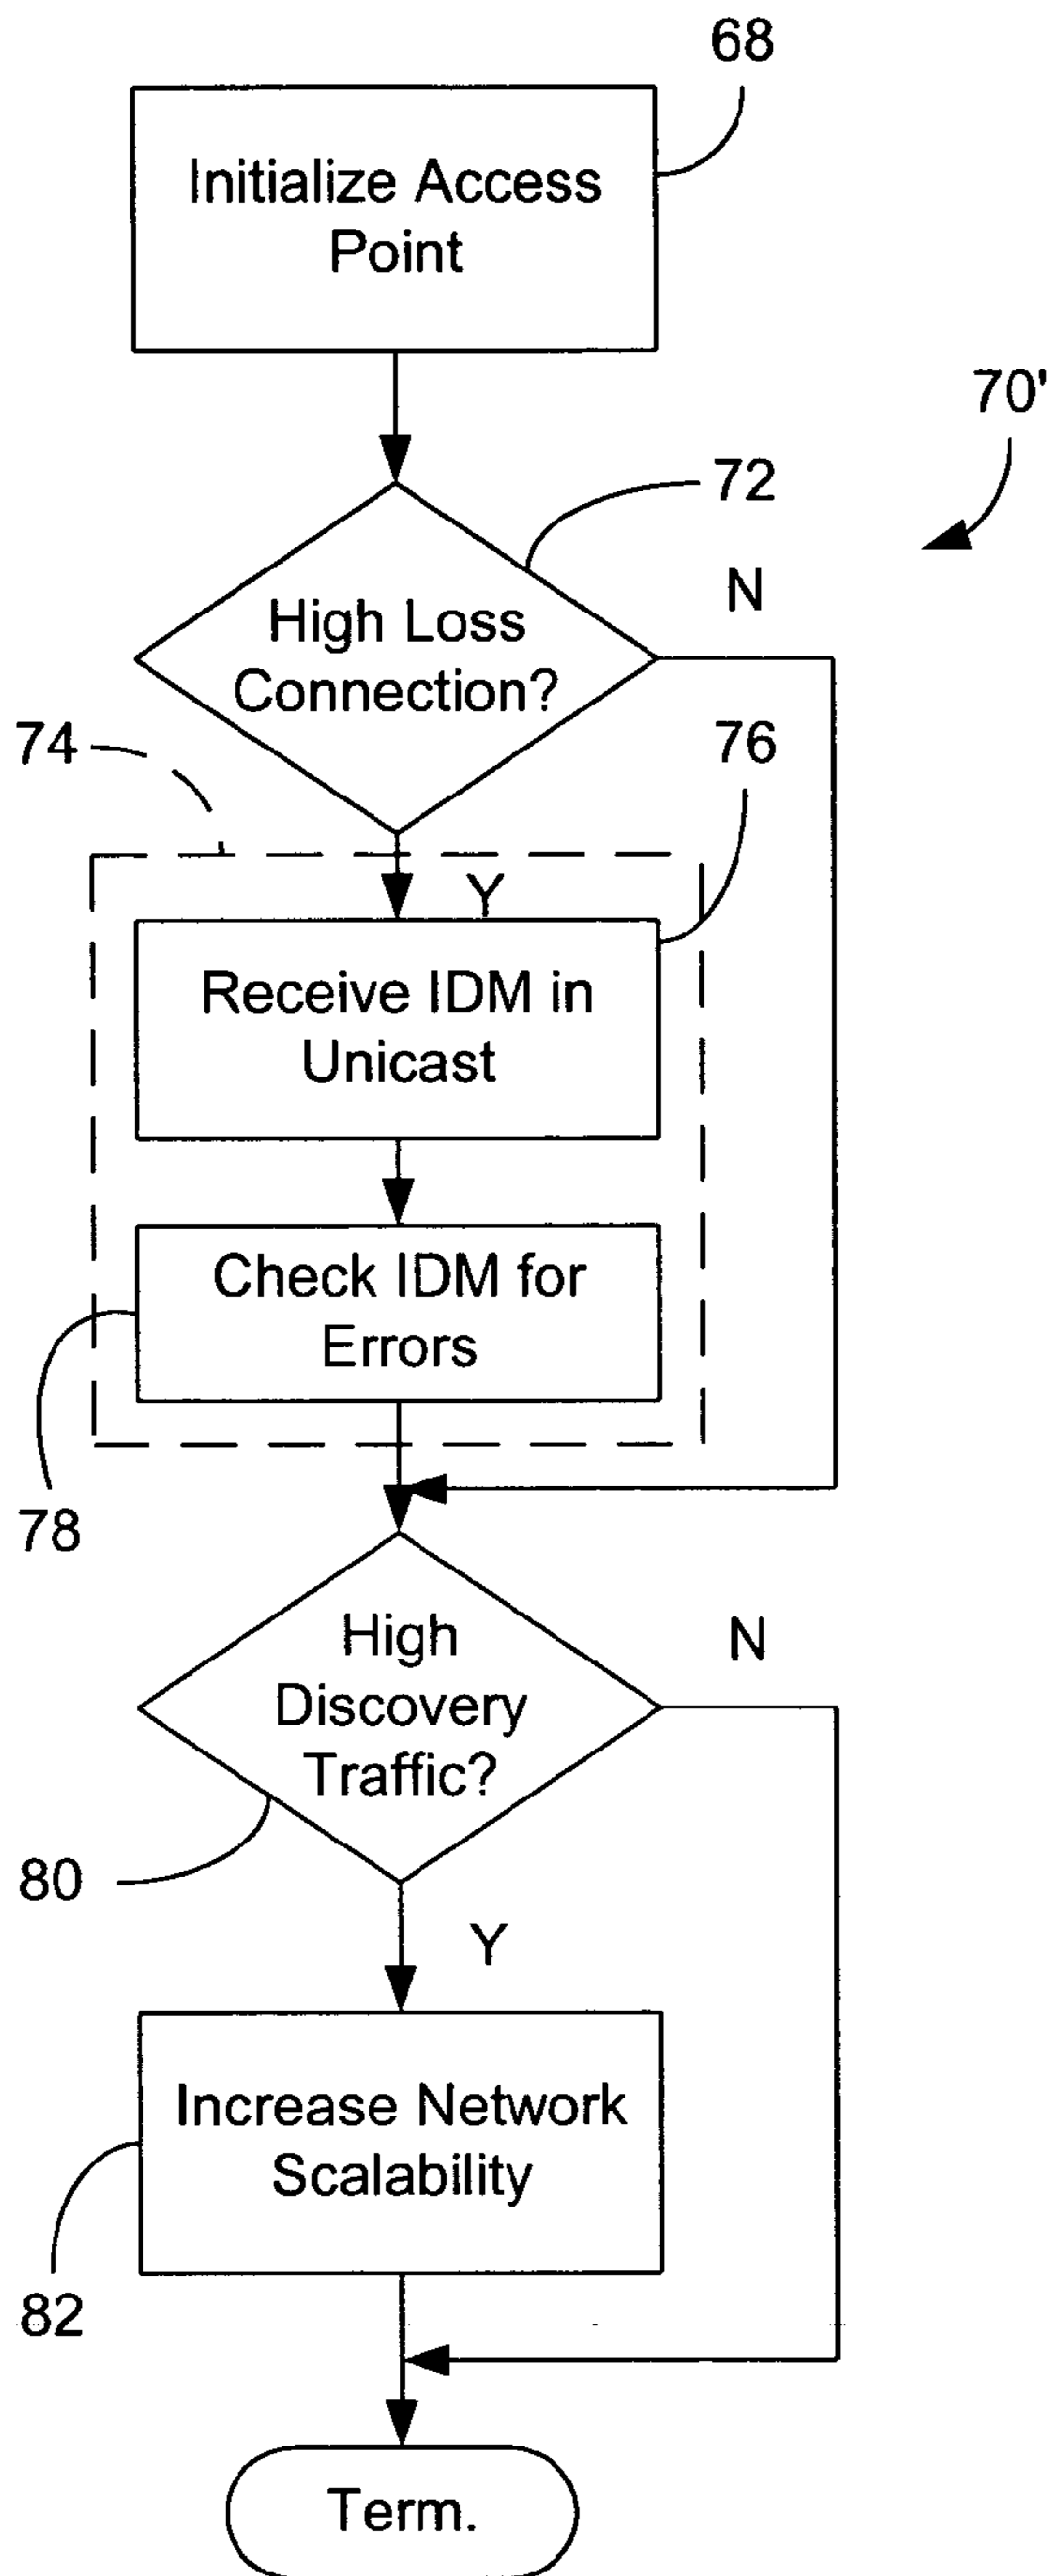 68
Initialize Access
Point
70'
72
N
High Loss
Connection?
74
76
Y
Receive IDM in
Unicast
Check IDM for
Errors
78
High
Discovery
Traffic?
N
80
Y
Increase Network
Scalability
82
Term.